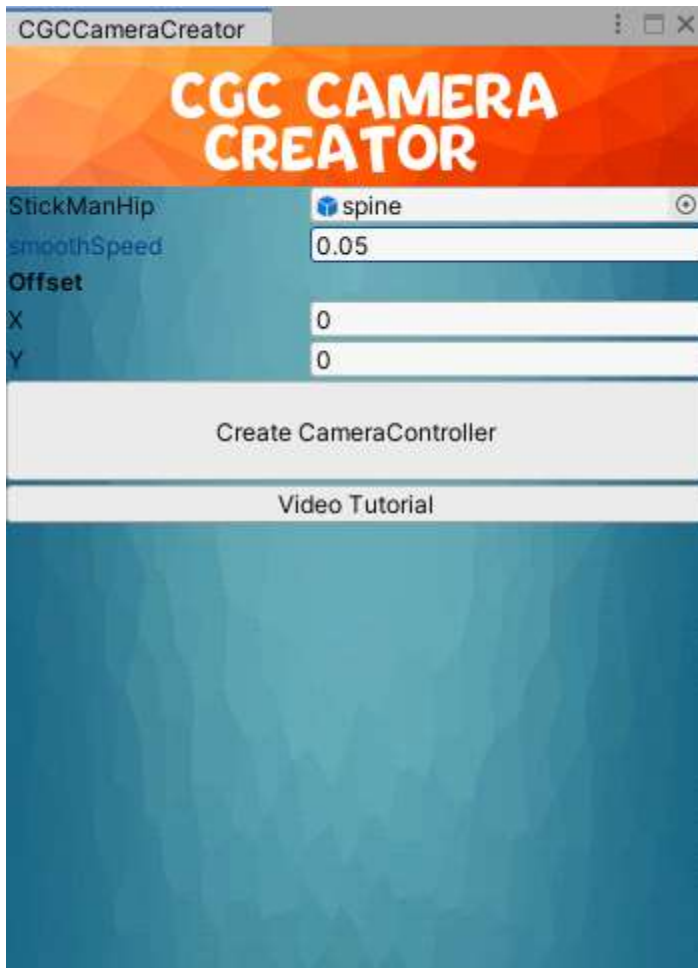 CGCCameraCreator
CGC CAMERA
CREATOR
StickManHip spine
smoothSpeed 0.05
Offset
X 0
Y 0
Create CameraController
Video Tutorial